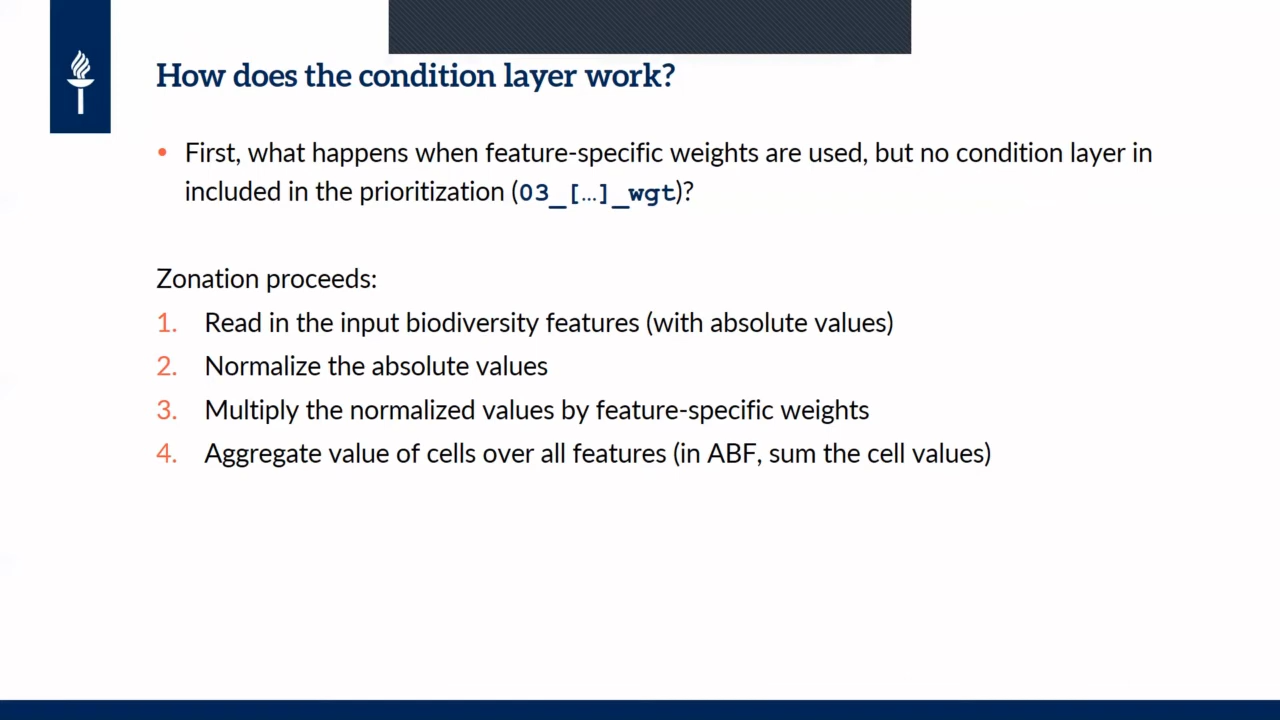 How does the condition layer work?
• First, what happens when feature-specific weights are used, but no condition layer in
included in the prioritization (03_[…]_wgt)?
Zonation proceeds:
1. Read in the input biodiversity features (with absolute values)
2. Normalize the absolute values
3. Multiply the normalized values by feature-specific weights
4. Aggregate value of cells over all features (in ABF, sum the cell values)